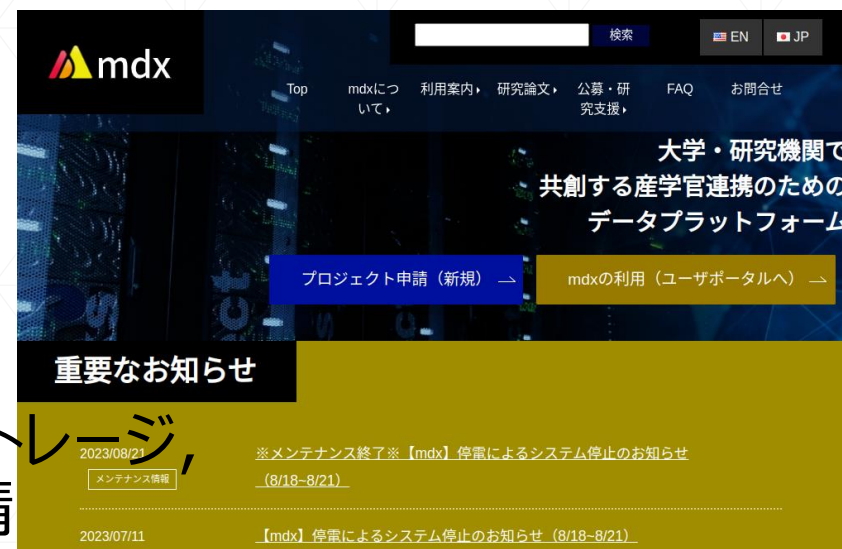 検索
EN
JP
mdx
Top
mdxにつ
いて
利用案内
研究論文
公募・研
究支援
FAQ
お問合せ
大学・研究機関で
共創する産学官連携のための
データプラットフォーム
プロジェクト申請（新規）
mdxの利用（ユーザポータルへ）
重要なお知らせ
トレージ,
2023/08/21
メンテナンス情報
※メンテナンス終了※【mdx】停電によるシステム停止のお知らせ
（8/18~8/21）
2023/07/11
【mdx】停電によるシステム停止のお知らせ（8/18~8/21）